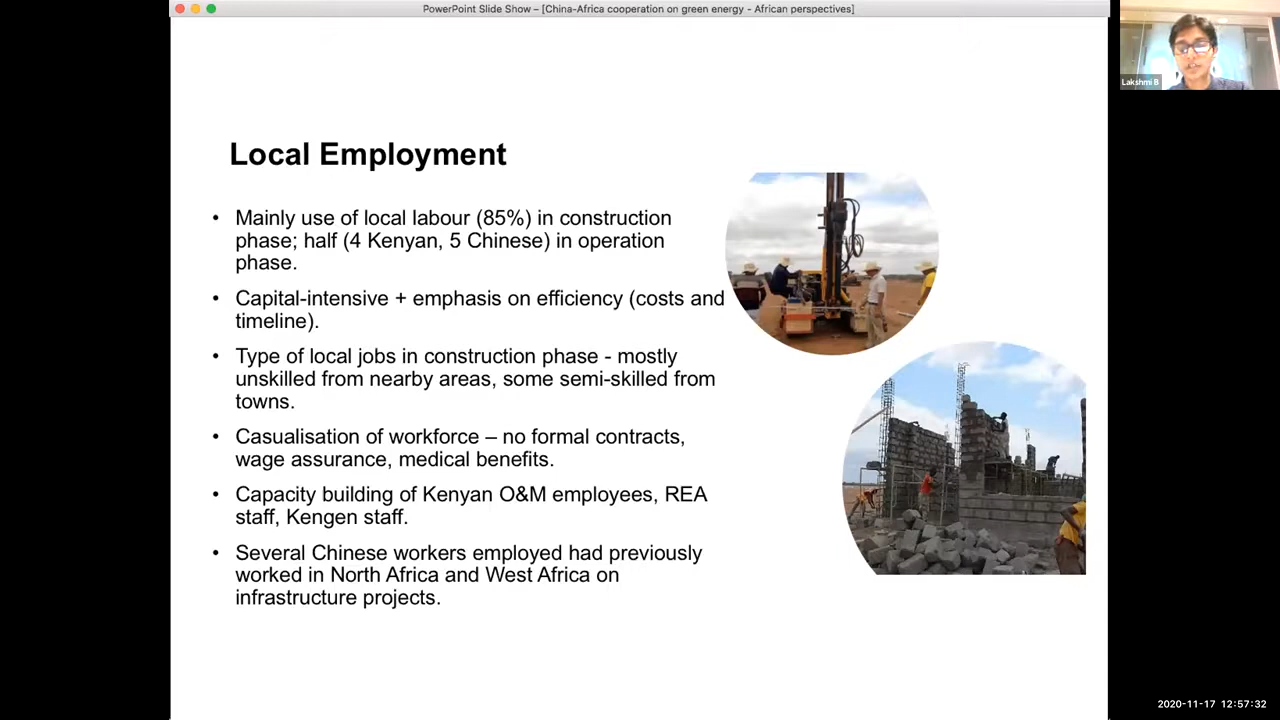 PowerPoint Slide Show – [China-Africa cooperation on green energy - African perspectives]
Lakshmi B
Local Employment
• Mainly use of local labour (85%) in construction
phase; half (4 Kenyan, 5 Chinese) in operation
phase.
• Capital-intensive + emphasis on efficiency (costs and
timeline).
• Type of local jobs in construction phase - mostly
unskilled from nearby areas, some semi-skilled from
towns.
• Casualisation of workforce – no formal contracts,
wage assurance, medical benefits.
• Capacity building of Kenyan O&M employees, REA
staff, Kengen staff.
• Several Chinese workers employed had previously
worked in North Africa and West Africa on
infrastructure projects.
2020-11-17 12:57:32